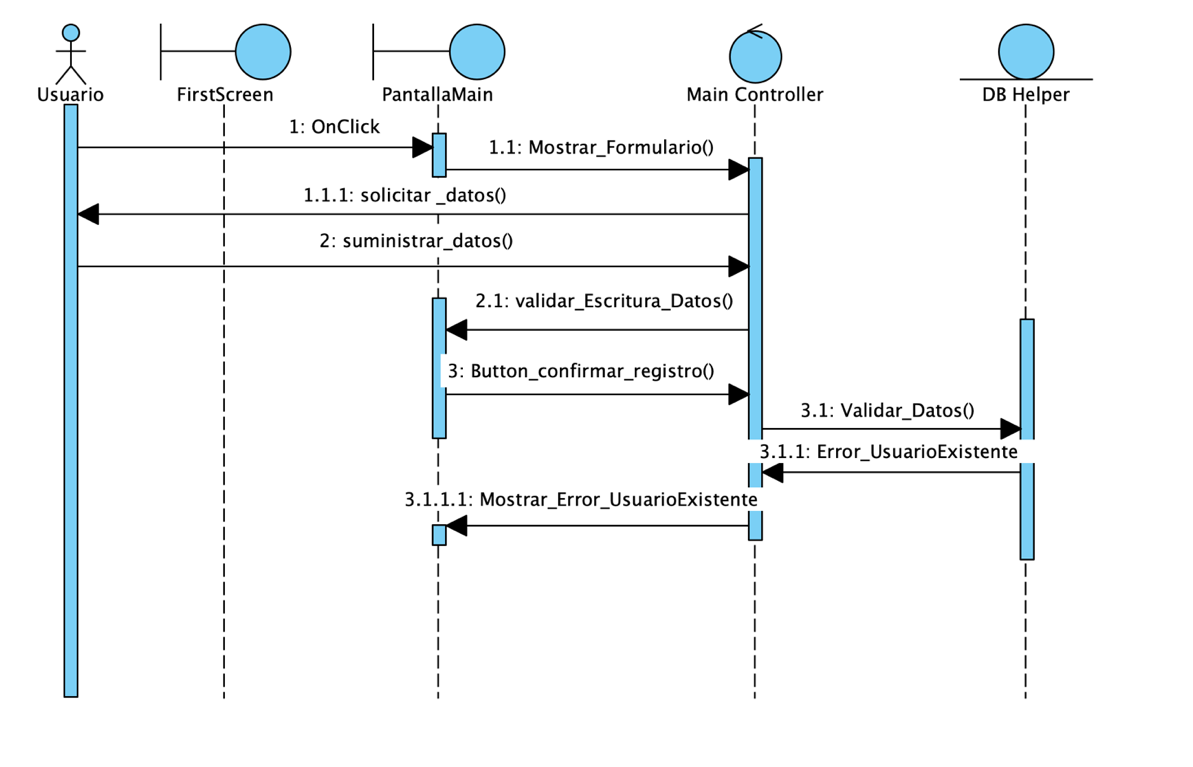 Usuario
FirstScreen
PantallaMain
Main Controller
DB Helper
1: OnClick
1.1: Mostrar_Formulario()
1.1.1: solicitar _datos()
2: suministrar_datos()
2.1: validar_Escritura_Datos()
3: Button_confirmar_registro()
3.1: Validar_Datos()
3.1.1: Error_UsuarioExistente
3.1.1.1: Mostrar_Error_UsuarioExistente